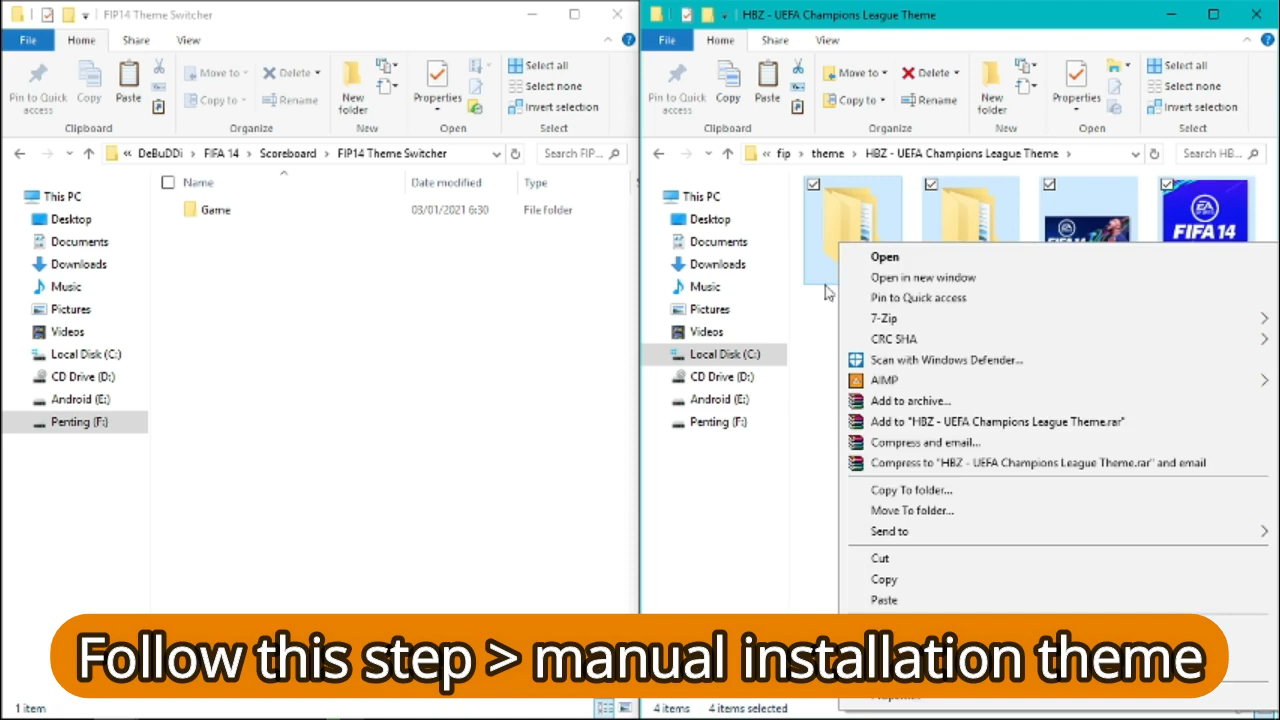 FIP14 Theme Switcher
File
Home
Share
View
Pin to Quick access
Copy
Paste
Move to
Copy to
Delete
Rename
New folder
Properties
Select all
Select none
Invert selection
Clipboard
Organize
New
Open
Select
DeBuDDi
FIFA 14
Scoreboard
FIP14 Theme Switcher
Search FIP...
Name
Date modified
Type
Game
03/01/2021 6:30
File folder
This PC
Desktop
Documents
Downloads
Music
Pictures
Videos
Local Disk (C:)
CD Drive (D:)
Android (E:)
Penting (F:)
1 item
HBZ - UEFA Champions League Theme
File
Home
Share
View
Pin to Quick access
Copy
Paste
Move to
Copy to
Delete
Rename
New folder
Properties
Select all
Select none
Invert selection
Clipboard
Organize
New
Open
Select
« fip
theme
HBZ - UEFA Champions League Theme
Search HB...
This PC
Desktop
Documents
Downloads
Music
Pictures
Videos
Local Disk (C:)
CD Drive (D:)
Android (E:)
Penting (F:)
EA SPORTS
FIFA 14
Open
Open in new window
Pin to Quick access
7-Zip
CRC SHA
Scan with Windows Defender...
AIMP
Add to archive...
Add to "HBZ - UEFA Champions League Theme.rar"
Compress and email...
Compress to "HBZ - UEFA Champions League Theme.rar" and email
Copy To folder...
Move To folder...
Send to
Cut
Copy
Paste
4 items
4 items selected
Follow this step > manual installation theme